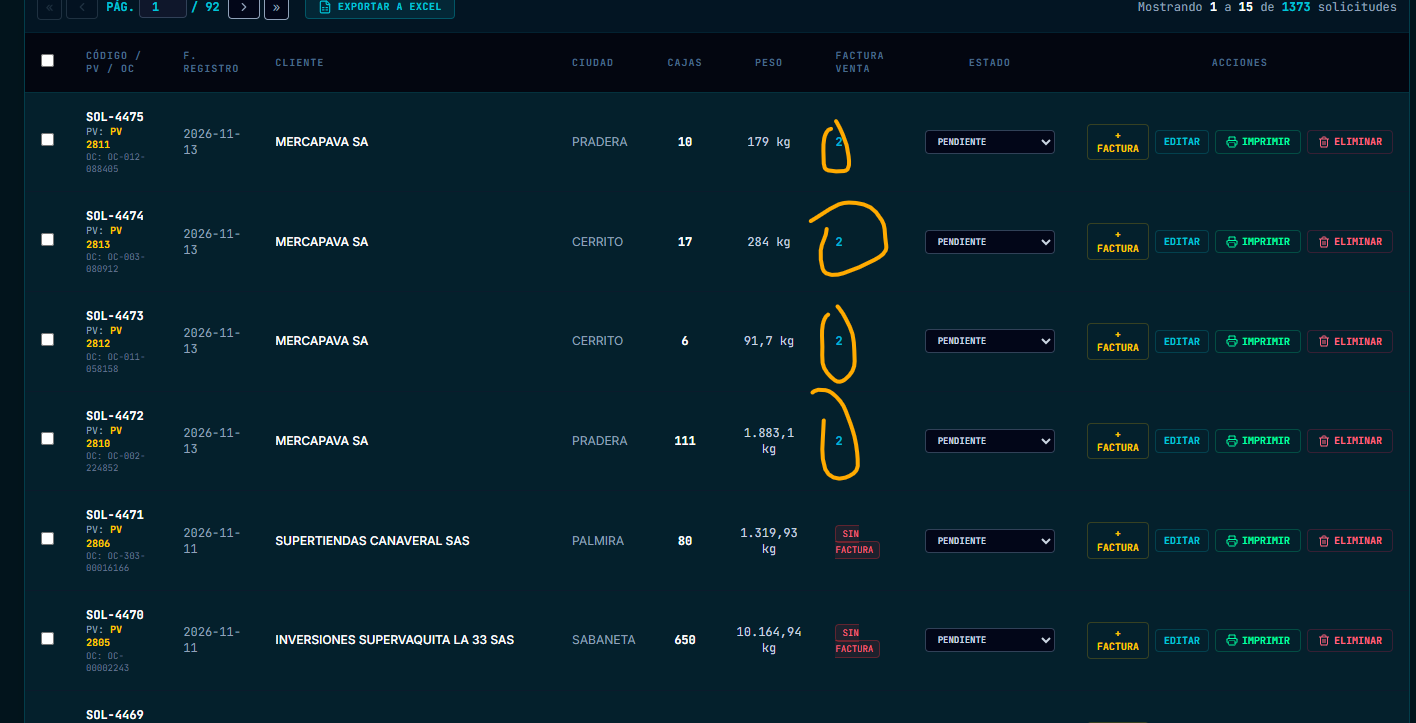 « ‹ PÁG. 1 / 92 › » EXPORTAR A EXCEL Mostrando 1 a 15 de 1373 solicitudes
CÓDIGO / PV / OC F. REGISTRO CLIENTE CIUDAD CAJAS PESO FACTURA VENTA ESTADO ACCIONES
SOL-4475
PV: PV
2811
OC: OC-012-
088405
2026-11-
13
MERCAPAVA SA PRADERA 10 179 kg 2 PENDIENTE
+
FACTURA
EDITAR IMPRIMIR ELIMINAR
SOL-4474
PV: PV
2813
OC: OC-003-
080912
2026-11-
13
MERCAPAVA SA CERRITO 17 284 kg 2 PENDIENTE
+
FACTURA
EDITAR IMPRIMIR ELIMINAR
SOL-4473
PV: PV
2812
OC: OC-011-
058158
2026-11-
13
MERCAPAVA SA CERRITO 6 91,7 kg 2 PENDIENTE
+
FACTURA
EDITAR IMPRIMIR ELIMINAR
SOL-4472
PV: PV
2810
OC: OC-002-
224852
2026-11-
13
MERCAPAVA SA PRADERA 111
1.883,1
kg
2 PENDIENTE
+
FACTURA
EDITAR IMPRIMIR ELIMINAR
SOL-4471
PV: PV
2806
OC: OC-303-
00016166
2026-11-
11
SUPERTIENDAS CANAVERAL SAS PALMIRA 80
1.319,93
kg
SIN
FACTURA
PENDIENTE
+
FACTURA
EDITAR IMPRIMIR ELIMINAR
SOL-4470
PV: PV
2805
OC: OC-
00002243
2026-11-
11
INVERSIONES SUPERVAQUITA LA 33 SAS SABANETA 650
10.164,94
kg
SIN
FACTURA
PENDIENTE
+
FACTURA
EDITAR IMPRIMIR ELIMINAR
SOL-4469